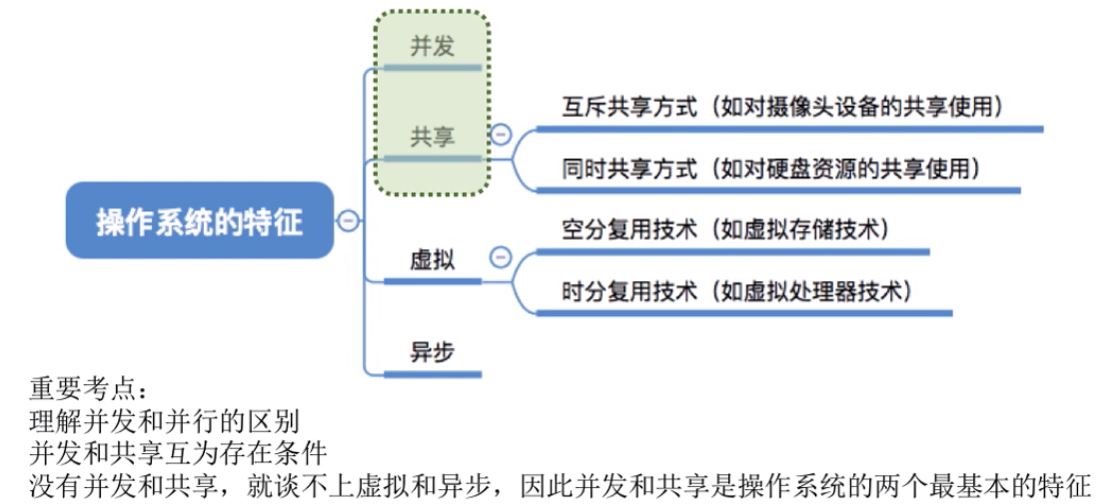 并发
共享
互斥共享方式（如对摄像头设备的共享使用）
同时共享方式（如对硬盘资源的共享使用）
操作系统的特征
虚拟
空分复用技术（如虚拟存储技术）
时分复用技术（如虚拟处理器技术）
异步
重要考点：
理解并发和并行的区别
并发和共享互为存在条件
没有并发和共享，就谈不上虚拟和异步，因此并发和共享是操作系统的两个最基本的特征